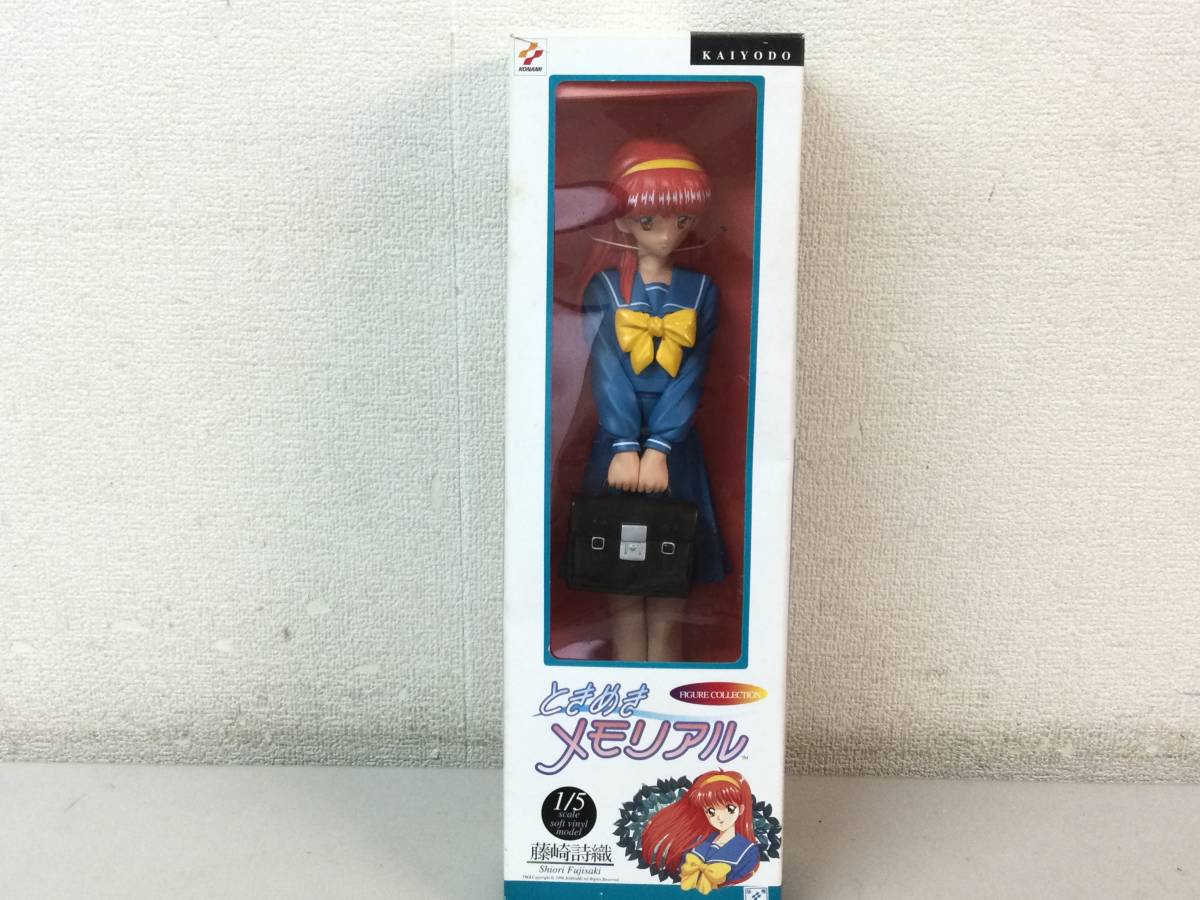 KONAMI
KAIYODO
ときめき
メモリアル
TM
FIGURE COLLECTION
1/5
scale
soft vinyl
model
藤崎詩織
Shiori Fujisaki